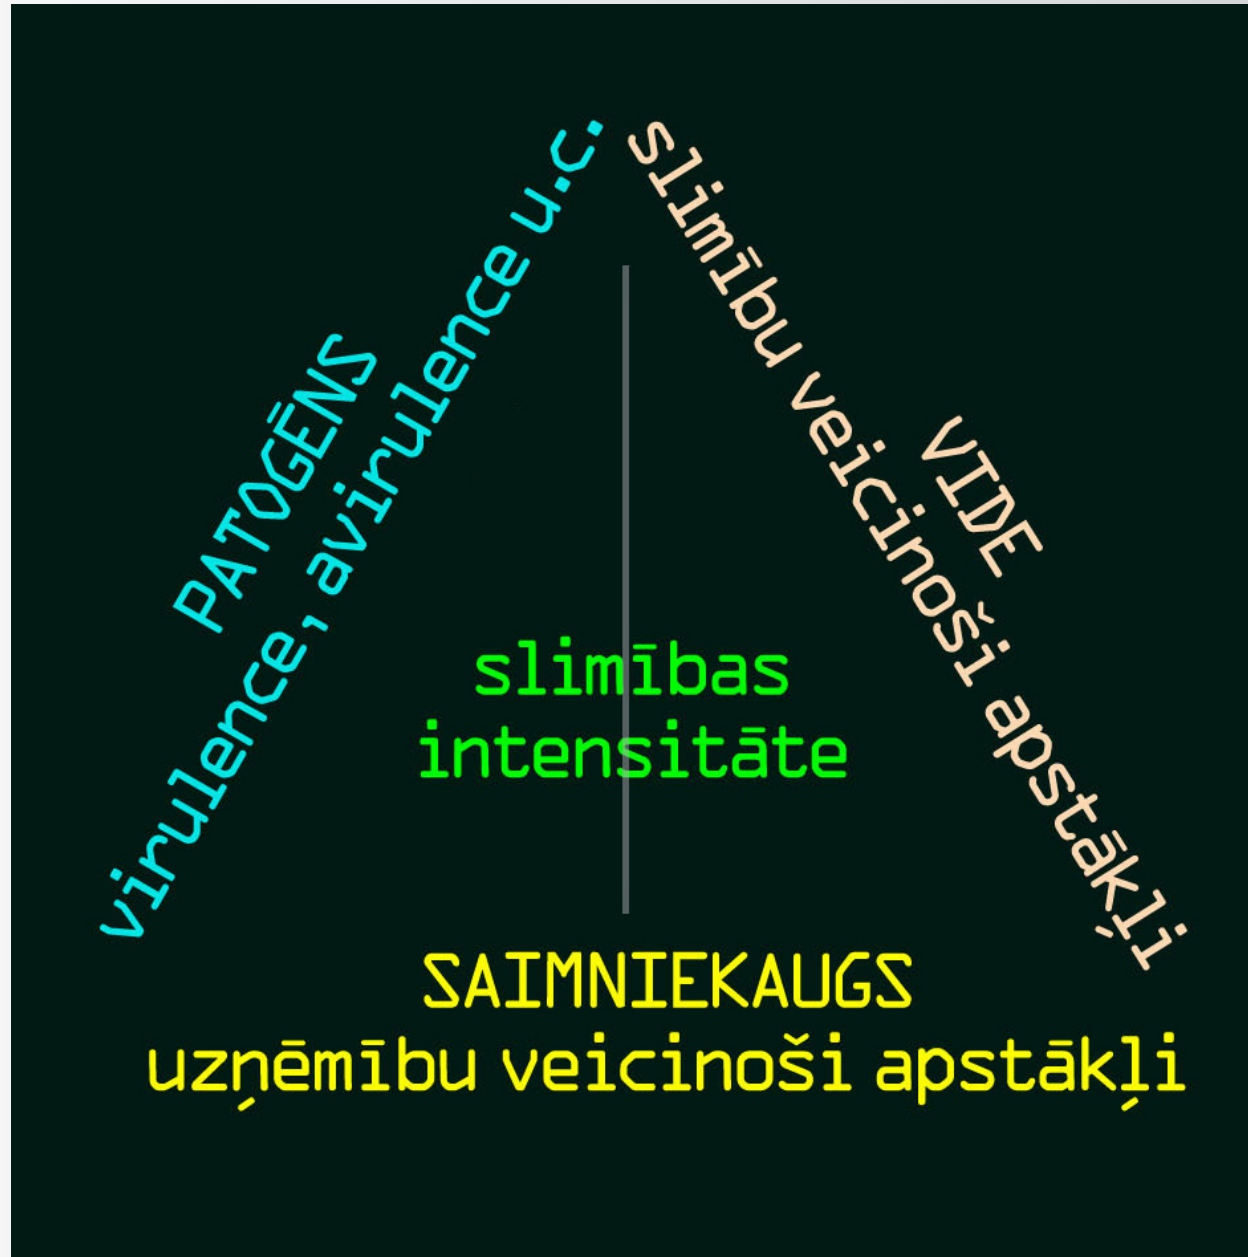 PATOGĒNS
virulence, avirulence u.c.
slimību veicinoši apstākļi
VIDE
slimības
intensitāte
SAIMNIEKAUGS
uzņēmību veicinoši apstākļi